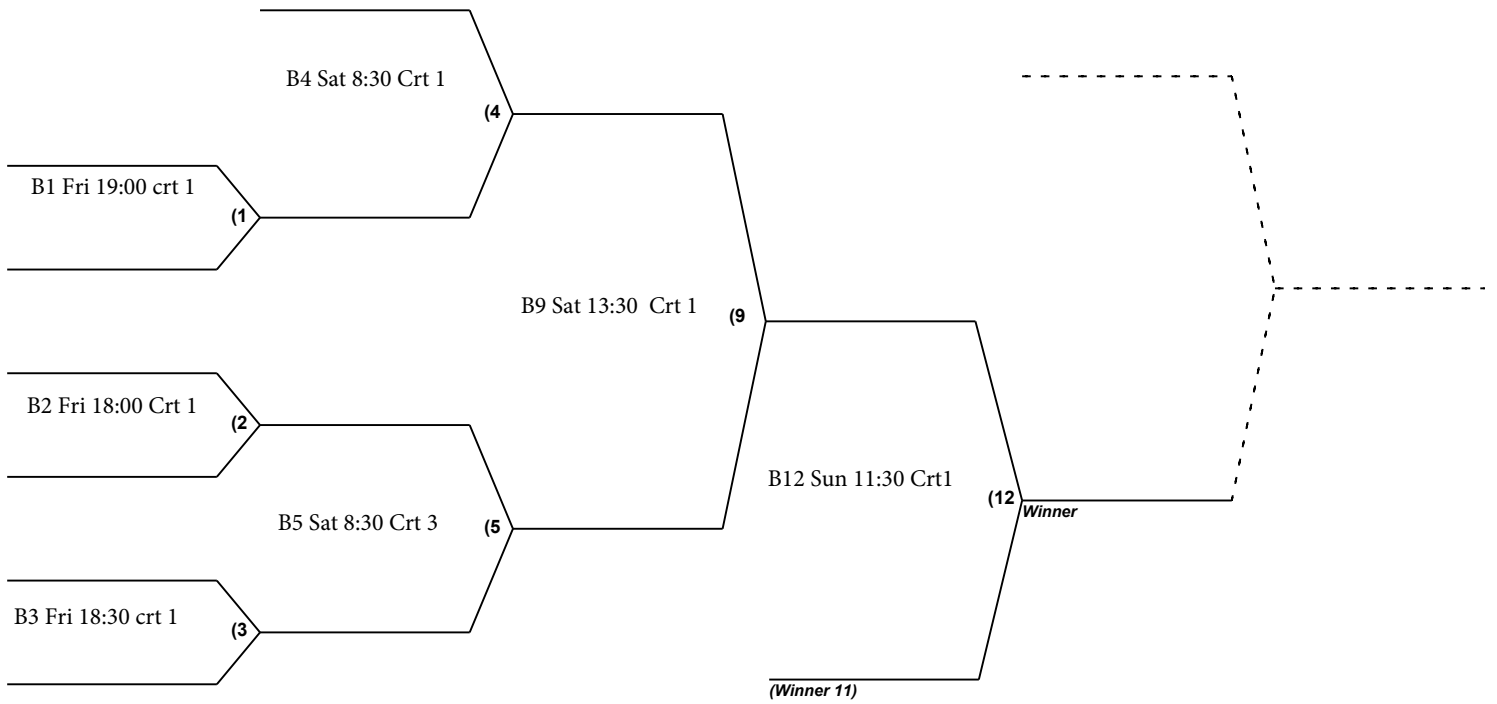 B4 Sat 8:30 Crt 1
(4
B1 Fri 19:00 crt 1
(1
B9 Sat 13:30 Crt 1
(9
B2 Fri 18:00 Crt 1
(2
B12 Sun 11:30 Crt1
(12
Winner
B5 Sat 8:30 Crt 3
(5
B3 Fri 18:30 crt 1
(3
(Winner 11)